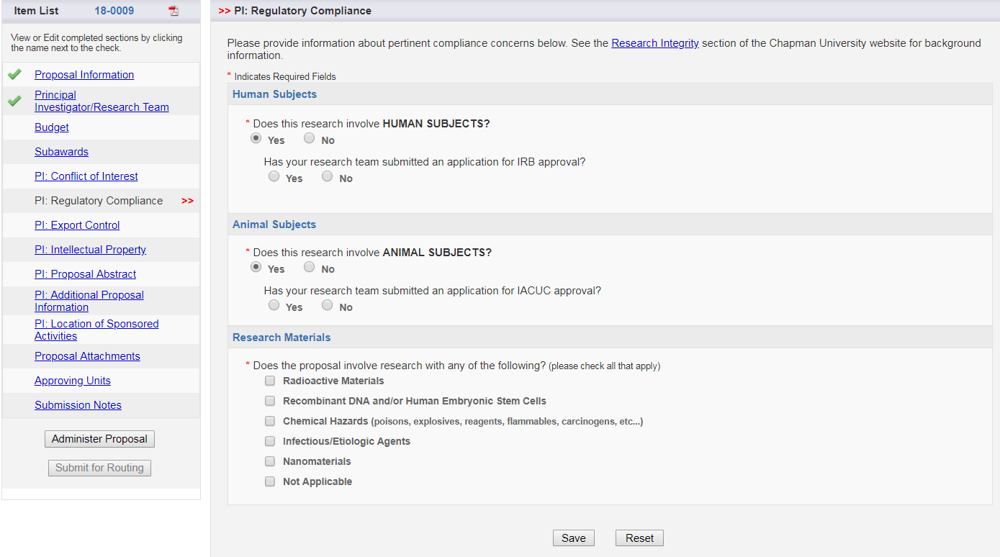 Item List 18-0009
View or Edit completed sections by clicking
the name next to the check.
Proposal Information
Principal
Investigator/Research Team
Budget
Subawards
PI: Conflict of Interest
PI: Regulatory Compliance >>
PI: Export Control
PI: Intellectual Property
PI: Proposal Abstract
PI: Additional Proposal
Information
PI: Location of Sponsored
Activities
Proposal Attachments
Approving Units
Submission Notes
Administer Proposal
Submit for Routing
>> PI: Regulatory Compliance
Please provide information about pertinent compliance concerns below. See the Research Integrity section of the Chapman University website for background
information.
* Indicates Required Fields
Human Subjects
* Does this research involve HUMAN SUBJECTS?
Yes No
Has your research team submitted an application for IRB approval?
Yes No
Animal Subjects
* Does this research involve ANIMAL SUBJECTS?
Yes No
Has your research team submitted an application for IACUC approval?
Yes No
Research Materials
* Does the proposal involve research with any of the following? (please check all that apply)
Radioactive Materials
Recombinant DNA and/or Human Embryonic Stem Cells
Chemical Hazards (poisons, explosives, reagents, flammables, carcinogens, etc...)
Infectious/Etiologic Agents
Nanomaterials
Not Applicable
Save Reset